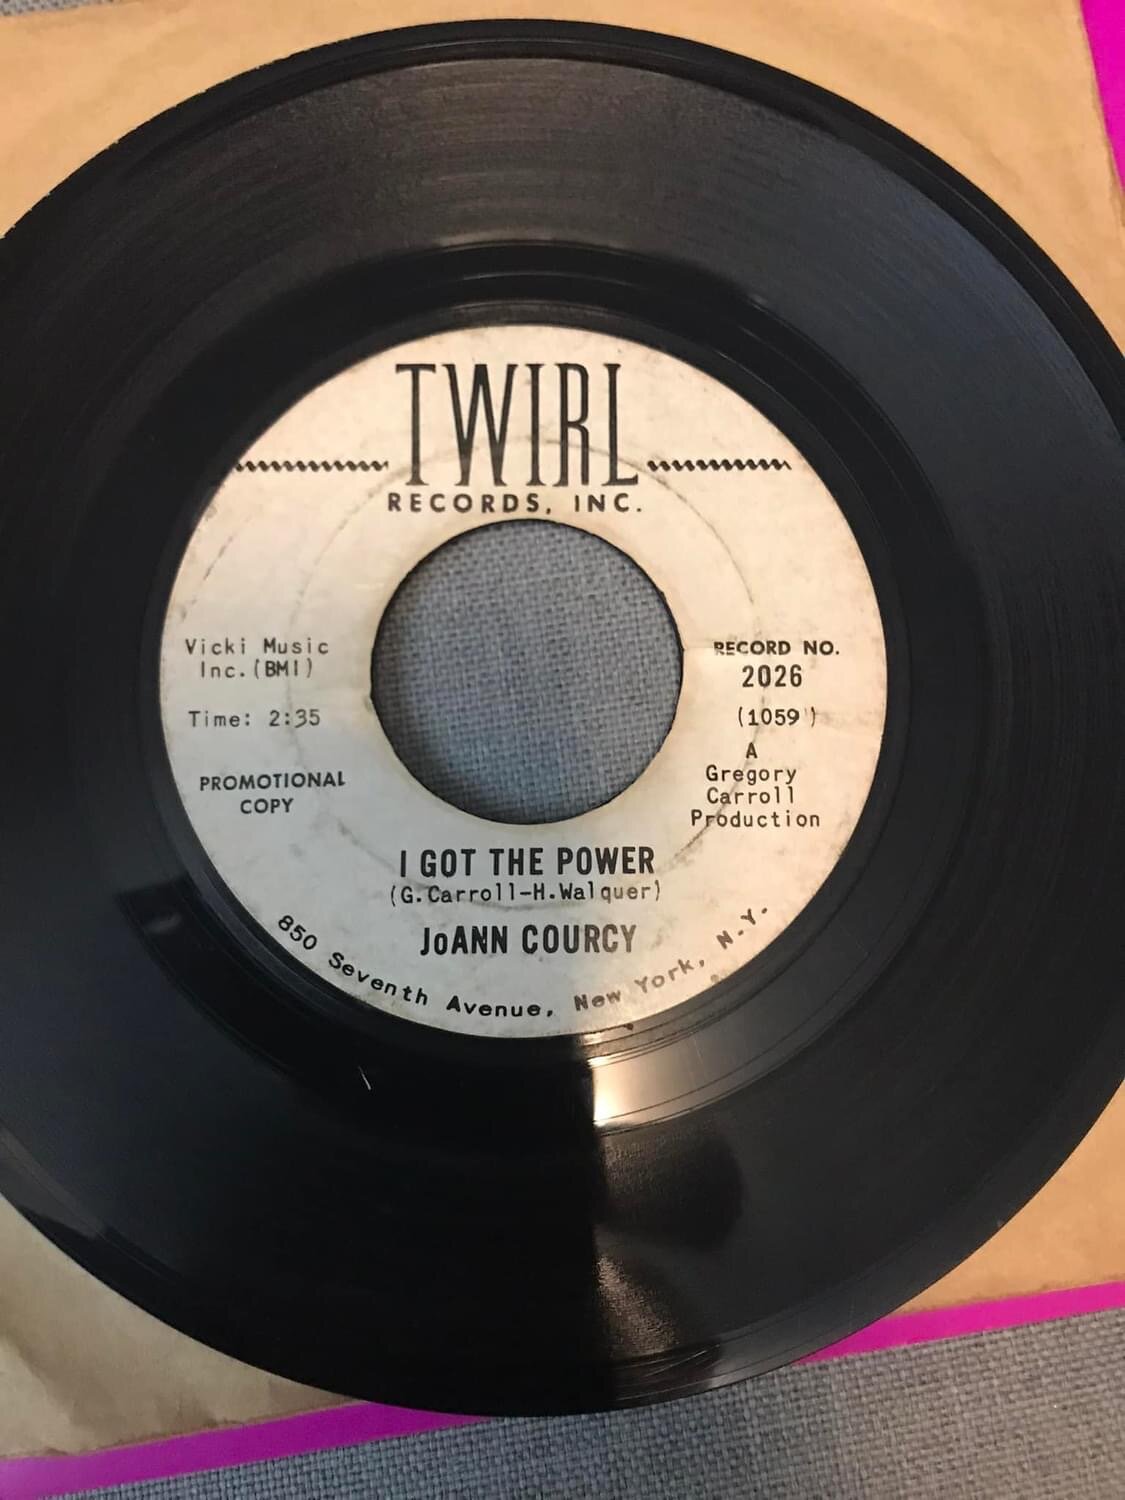 TWIRL
RECORDS, INC.
Vicki Music
Inc.(BMI)
Time: 2:35
PROMOTIONAL
COPY
RECORD NO.
2026
(1059')
A
Gregory
Carroll
Production
I GOT THE POWER
(G.Carroll-H.Walquer)
JoANN COURCY
850 Seventh Avenue, New York, N.Y.